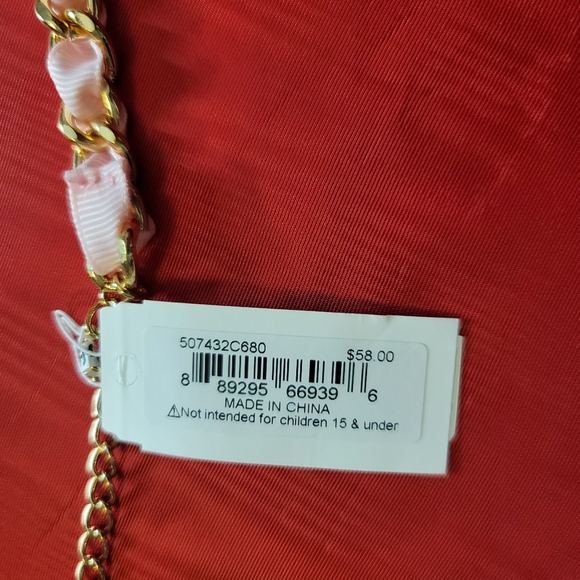 507432C680 $58.00
8 89295 66939 6
MADE IN CHINA
⚠Not intended for children 15 & under